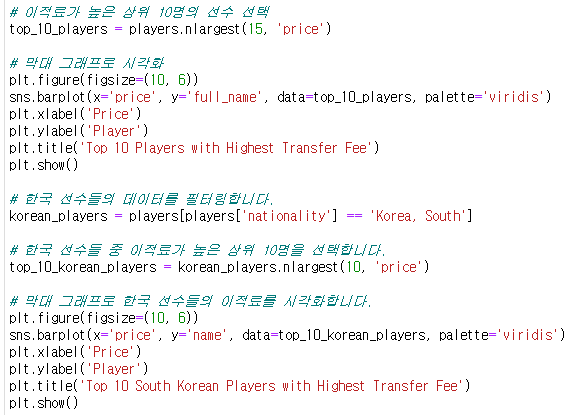 # 이적료가 높은 상위 10명의 선수 선택
top_10_players = players.nlargest(15, 'price')
# 막대 그래프로 시각화
plt.figure(figsize=(10, 6))
sns.barplot(x='price', y='full_name', data=top_10_players, palette='viridis')
plt.xlabel('Price')
plt.ylabel('Player')
plt.title('Top 10 Players with Highest Transfer Fee')
plt.show()
# 한국 선수들의 데이터를 필터링합니다.
korean_players = players[players['nationality'] == 'Korea, South']
# 한국 선수들 중 이적료가 높은 상위 10명을 선택합니다.
top_10_korean_players = korean_players.nlargest(10, 'price')
# 막대 그래프로 한국 선수들의 이적료를 시각화합니다.
plt.figure(figsize=(10, 6))
sns.barplot(x='price', y='name', data=top_10_korean_players, palette='viridis')
plt.xlabel('Price')
plt.ylabel('Player')
plt.title('Top 10 South Korean Players with Highest Transfer Fee')
plt.show()